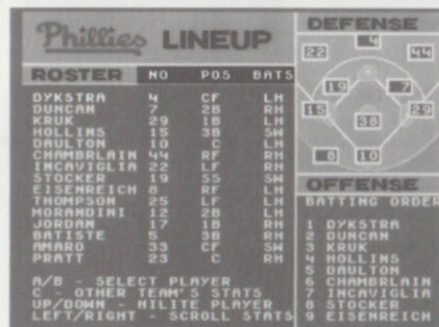 Phillies LINEUP
ROSTER NO POS BATS
DYKSTRA 4 CF LH
DUNCAN 7 2B RH
KRUK 29 1B LH
HOLLINS 15 3B SW
DAULTON 10 C LH
CHAMBRLAIN 44 RF RH
INCAVIGLIA 22 LF RH
STOCKER 19 SS SW
EISENREICH 8 RF LH
THOMPSON 25 LF LH
MORANDINI 12 2B LH
JORDAN 17 1B RH
BATISTE 5 3B RH
AMARO 33 CF SW
PRATT 23 C RH
A/B - SELECT PLAYER
C - OTHER TEAM'S STATS
UP/DOWN - HILITE PLAYER
LEFT/RIGHT - SCROLL STATS
DEFENSE
4
22 44
19 7
15 29
38
8 10
OFFENSE
BATTING ORDER
1 DYKSTRA
2 DUNCAN
3 KRUK
4 HOLLINS
5 DAULTON
6 CHAMBRLAIN
7 INCAVIGLIA
8 STOCKER
9 EISENREICH